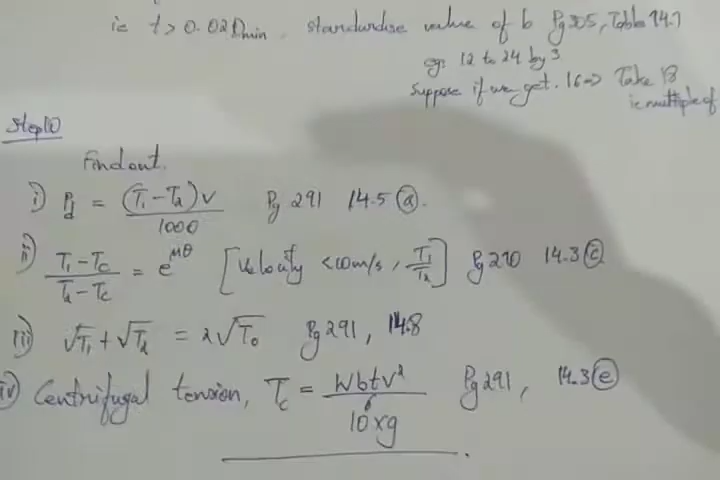 ie t > 0.02 Dmin. standardise value of b Pg 305, Table 14.7
eg: 12 to 24 by 3
Suppose if we get. 16 => Take 18
ie multiple of
Step 10
Find out.
i) Pd = (T₁ - T₂)v / 1000 Pg 291 14.5 (a).
ii) (T₁ - Tc) / (T₂ - Tc) = e^μθ [Velocity < 10 m/s, T₁/T₂] Pg 290 14.3 (c)
iii) √T₁ + √T₂ = 2√T₀ Pg 291, 14.8
iv) Centrifugal tension, Tc = wbtv² / 10⁶ x g Pg 291, 14.3 (e)